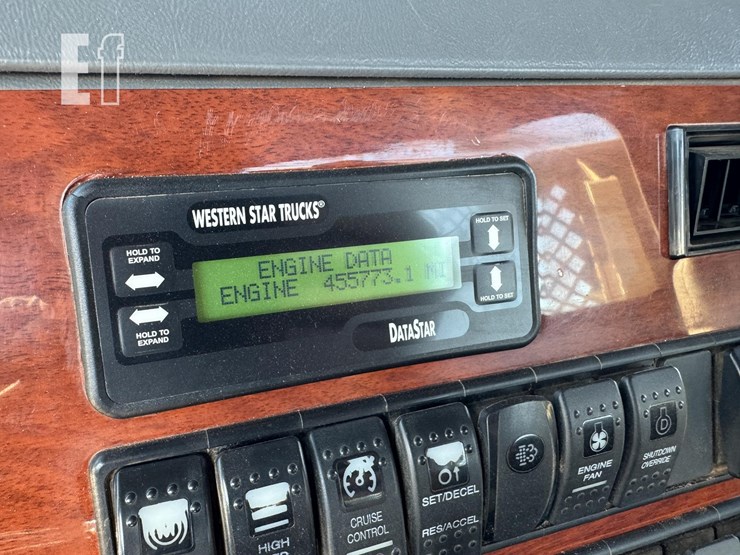 Ef
WESTERN STAR TRUCKS®
HOLD TO
EXPAND
HOLD TO SET
ENGINE DATA
ENGINE 455773.1 MI
HOLD TO
EXPAND
HOLD TO SET
DATASTAR
HIGH
CRUISE
CONTROL
SET/DECEL
RES/ACCEL
ENGINE
FAN
D
SHUTDOWN
OVERRIDE